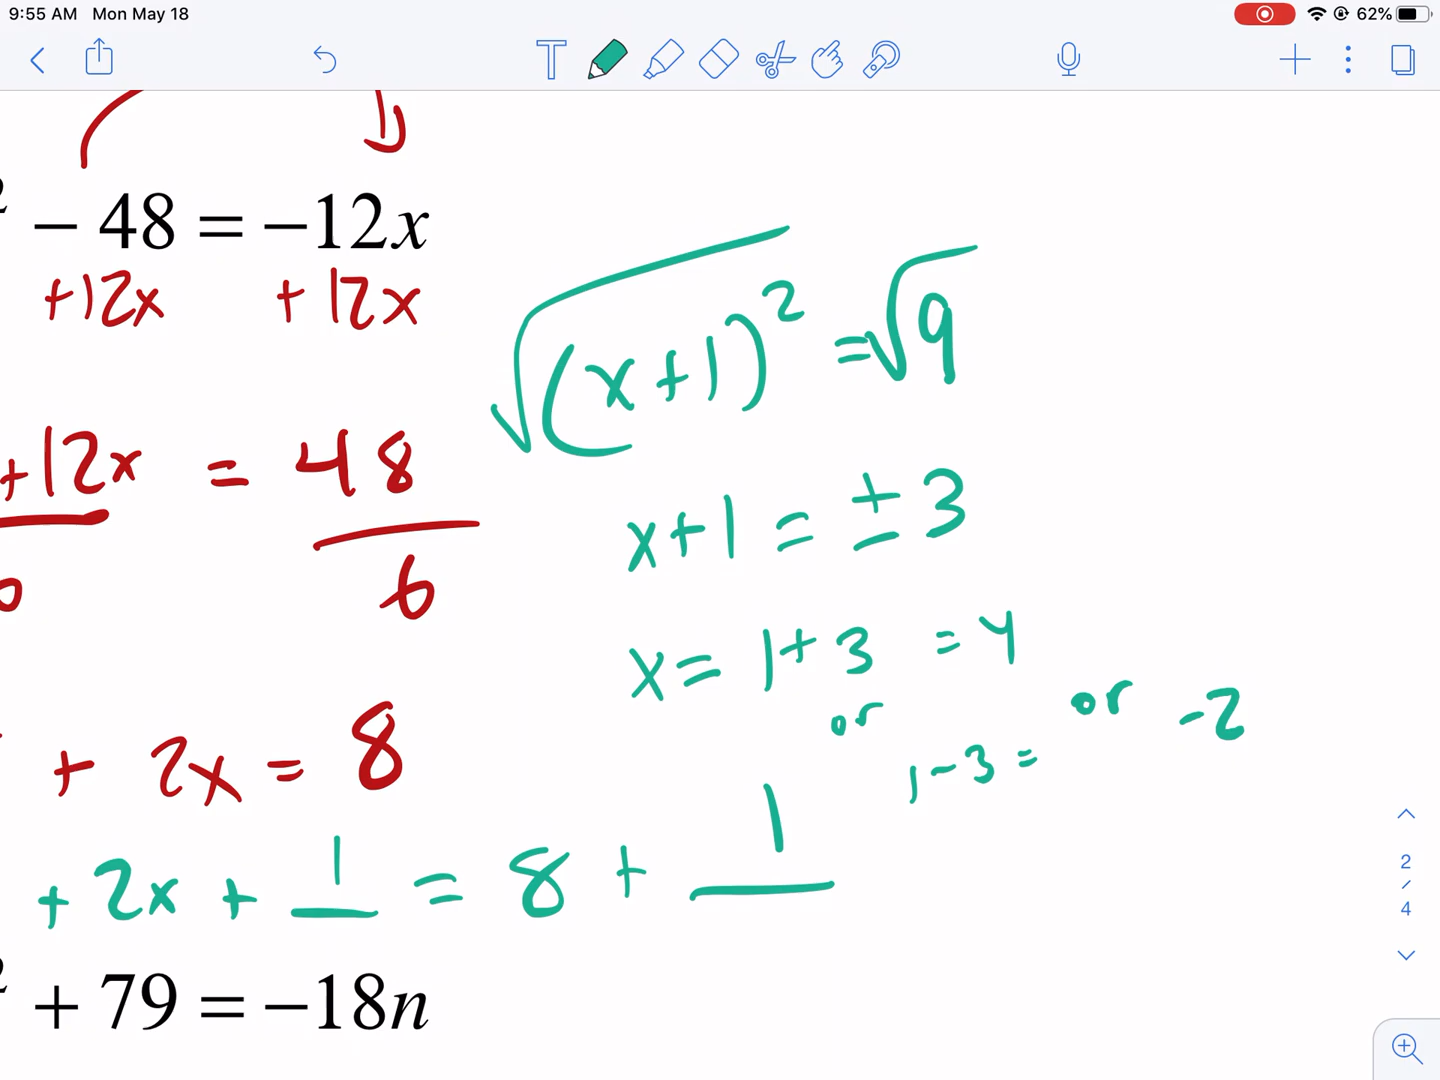 9:55 AM Mon May 18
62%
− 48 = −12x
+12x +12x
√(x+1)² = √9
+12x = 48
6
x+1 = ± 3
x = 1+3 = 4
or
or -2
1-3 =
+ 2x = 8
+ 2x + 1 = 8 + 1
2 + 79 = −18n
2
/
4